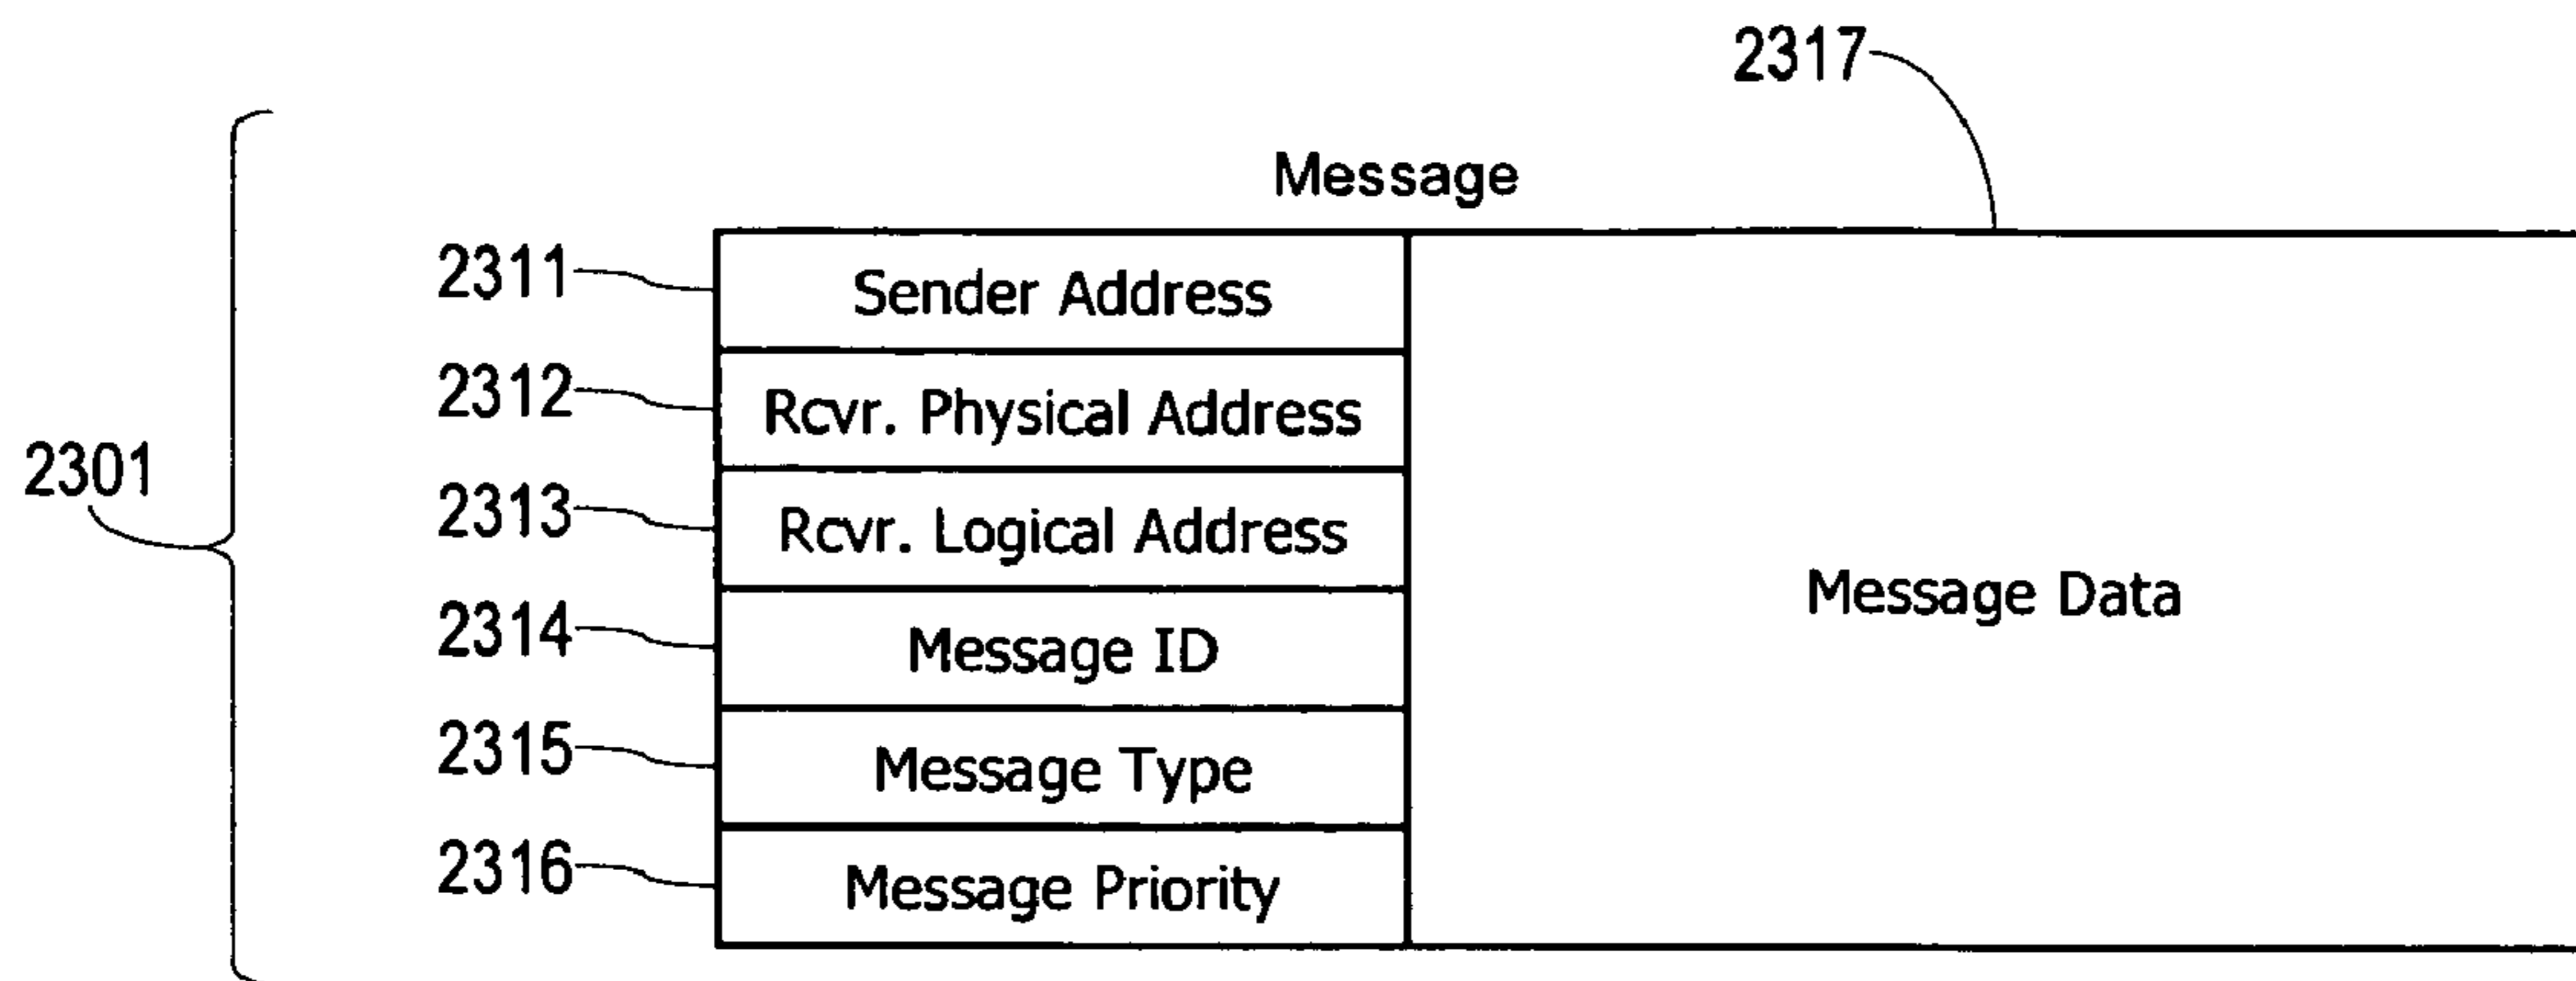 2317
Message
2311 Sender Address
2312 Rcvr. Physical Address
2313 Rcvr. Logical Address
2301
2314 Message ID
Message Data
2315 Message Type
2316 Message Priority